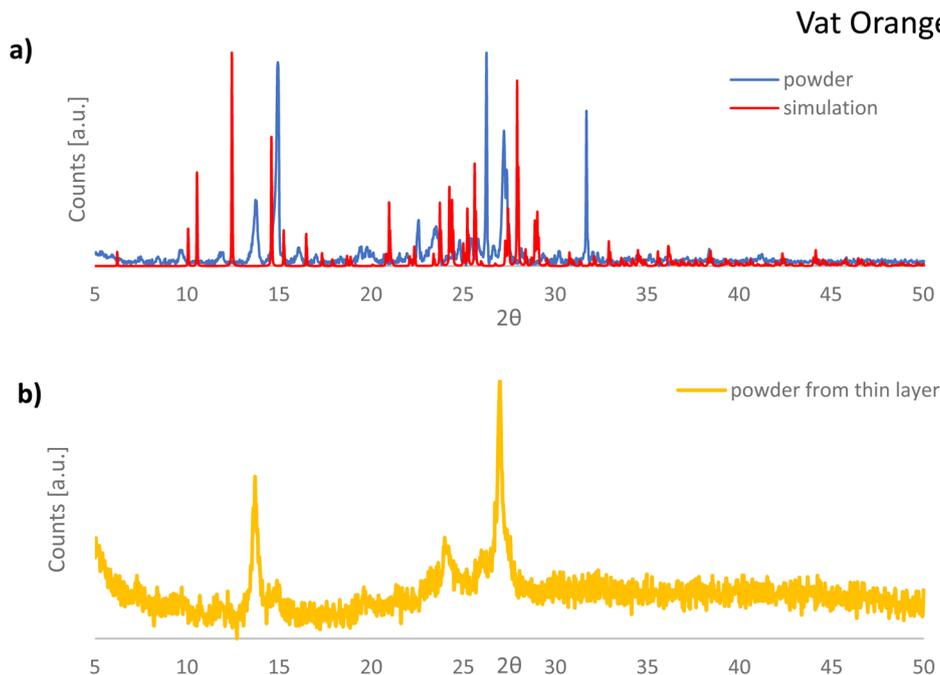 Vat Orange
a)
Counts [a.u.]
powder
simulation
5 10 15 20 25 30 35 40 45 50
2θ
b)
Counts [a.u.]
powder from thin layer
5 10 15 20 25 2θ 30 35 40 45 50